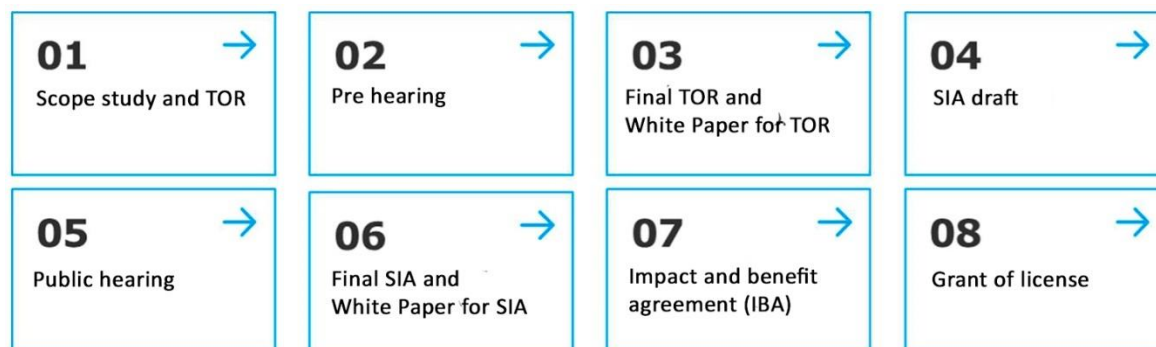 01
Scope study and TOR
02
Pre hearing
03
Final TOR and
White Paper for TOR
04
SIA draft
05
Public hearing
06
Final SIA and
White Paper for SIA
07
Impact and benefit
agreement (IBA)
08
Grant of license